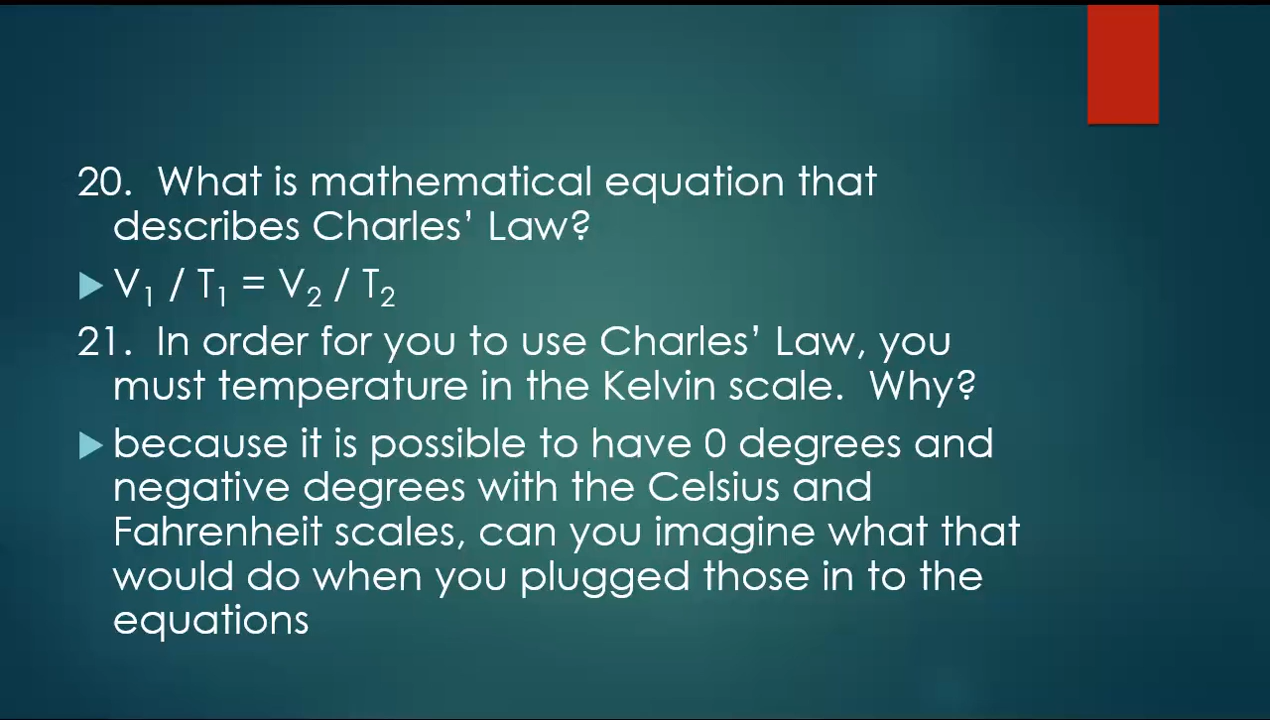 20. What is mathematical equation that
describes Charles’ Law?
V₁ / T₁ = V₂ / T₂
21. In order for you to use Charles’ Law, you
must temperature in the Kelvin scale. Why?
because it is possible to have 0 degrees and
negative degrees with the Celsius and
Fahrenheit scales, can you imagine what that
would do when you plugged those in to the
equations